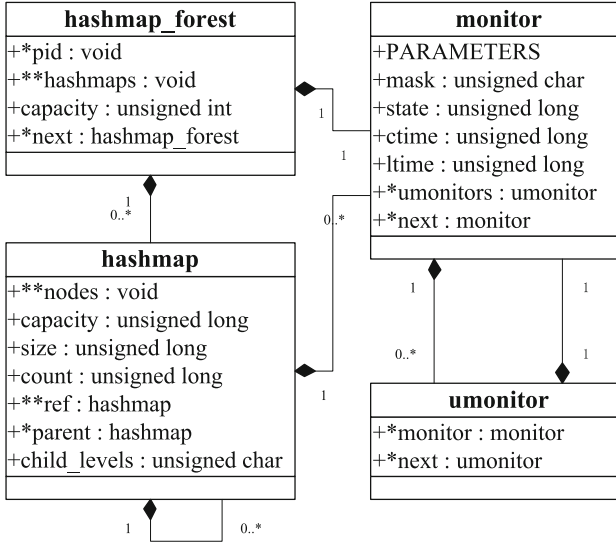 hashmap_forest
+*pid : void
+**hashmaps : void
+capacity : unsigned int
+*next : hashmap_forest
1
1
1
0..*
monitor
+PARAMETERS
+mask : unsigned char
+state : unsigned long
+ctime : unsigned long
+ltime : unsigned long
+*umonitors : umonitor
+*next : monitor
0..*
hashmap
+**nodes : void
+capacity : unsigned long
+size : unsigned long
+count : unsigned long
+**ref : hashmap
+*parent : hashmap
+child_levels : unsigned char
1
1
0..*
1
1
0..*
1
umonitor
+*monitor : monitor
+*next : umonitor